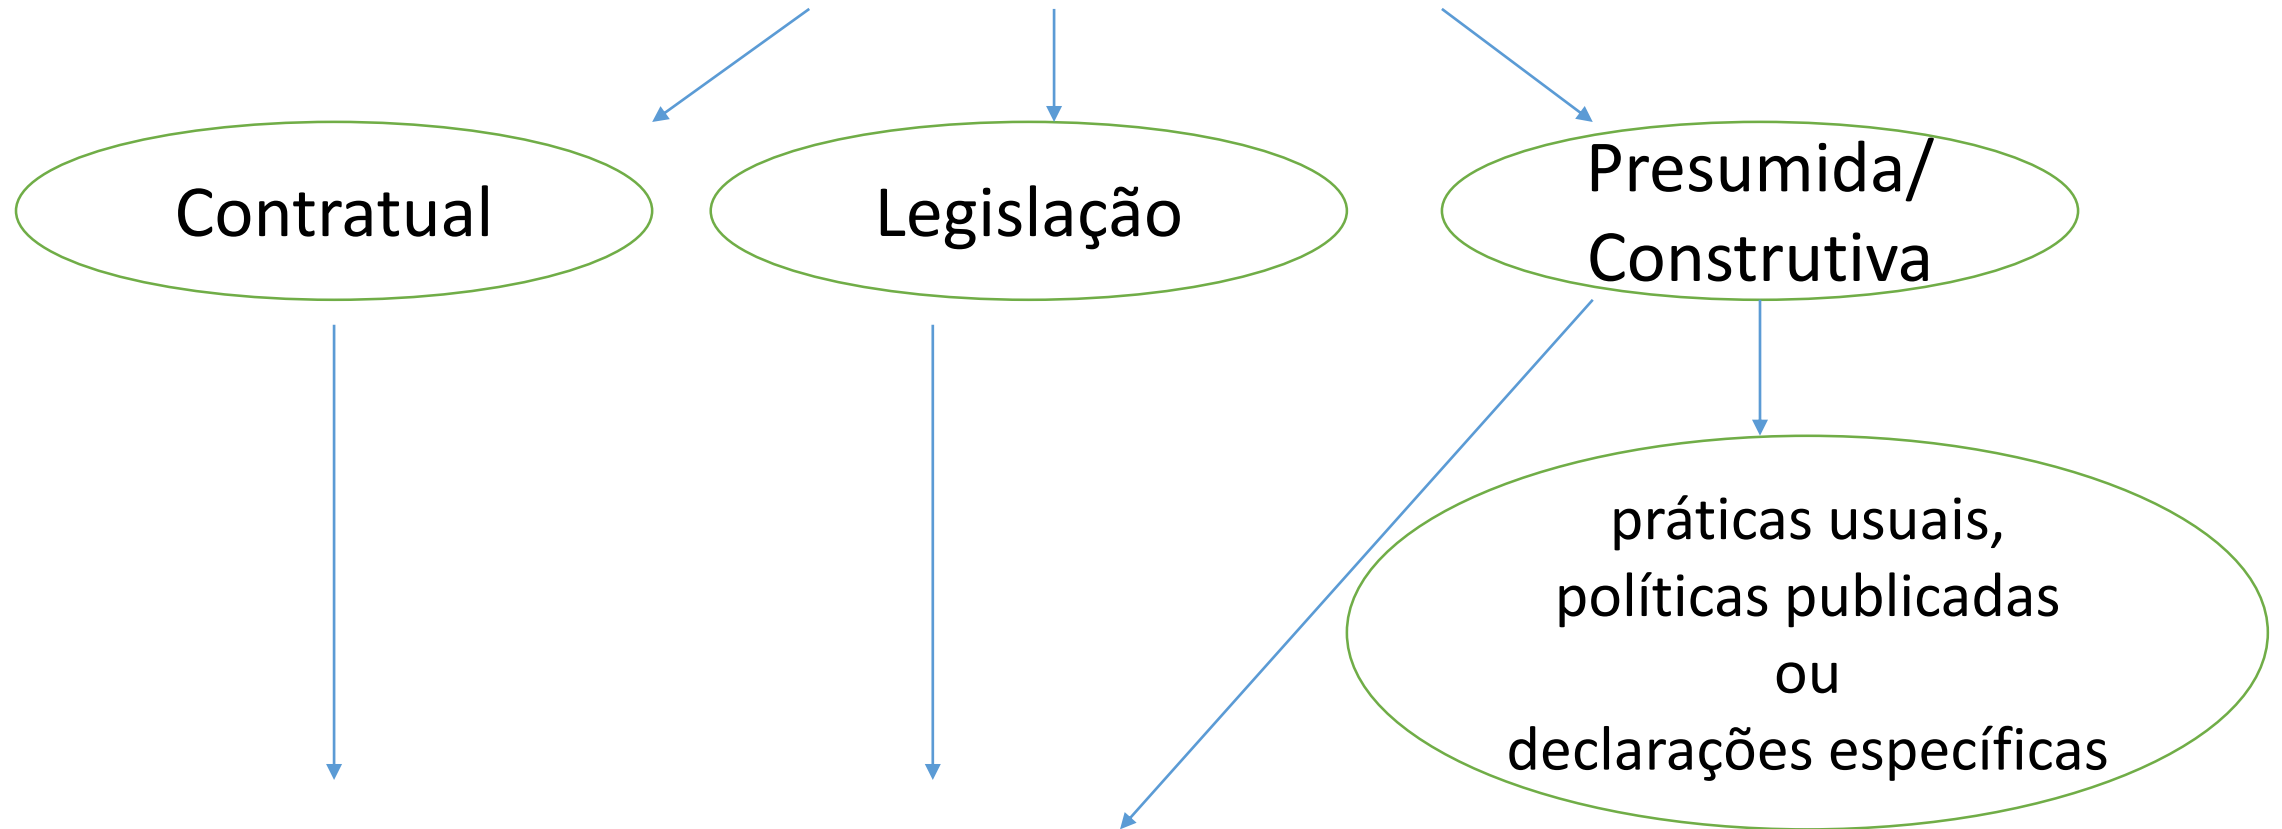 Contratual
Legislação
Presumida/
Construtiva
práticas usuais,
políticas publicadas
ou
declarações específicas